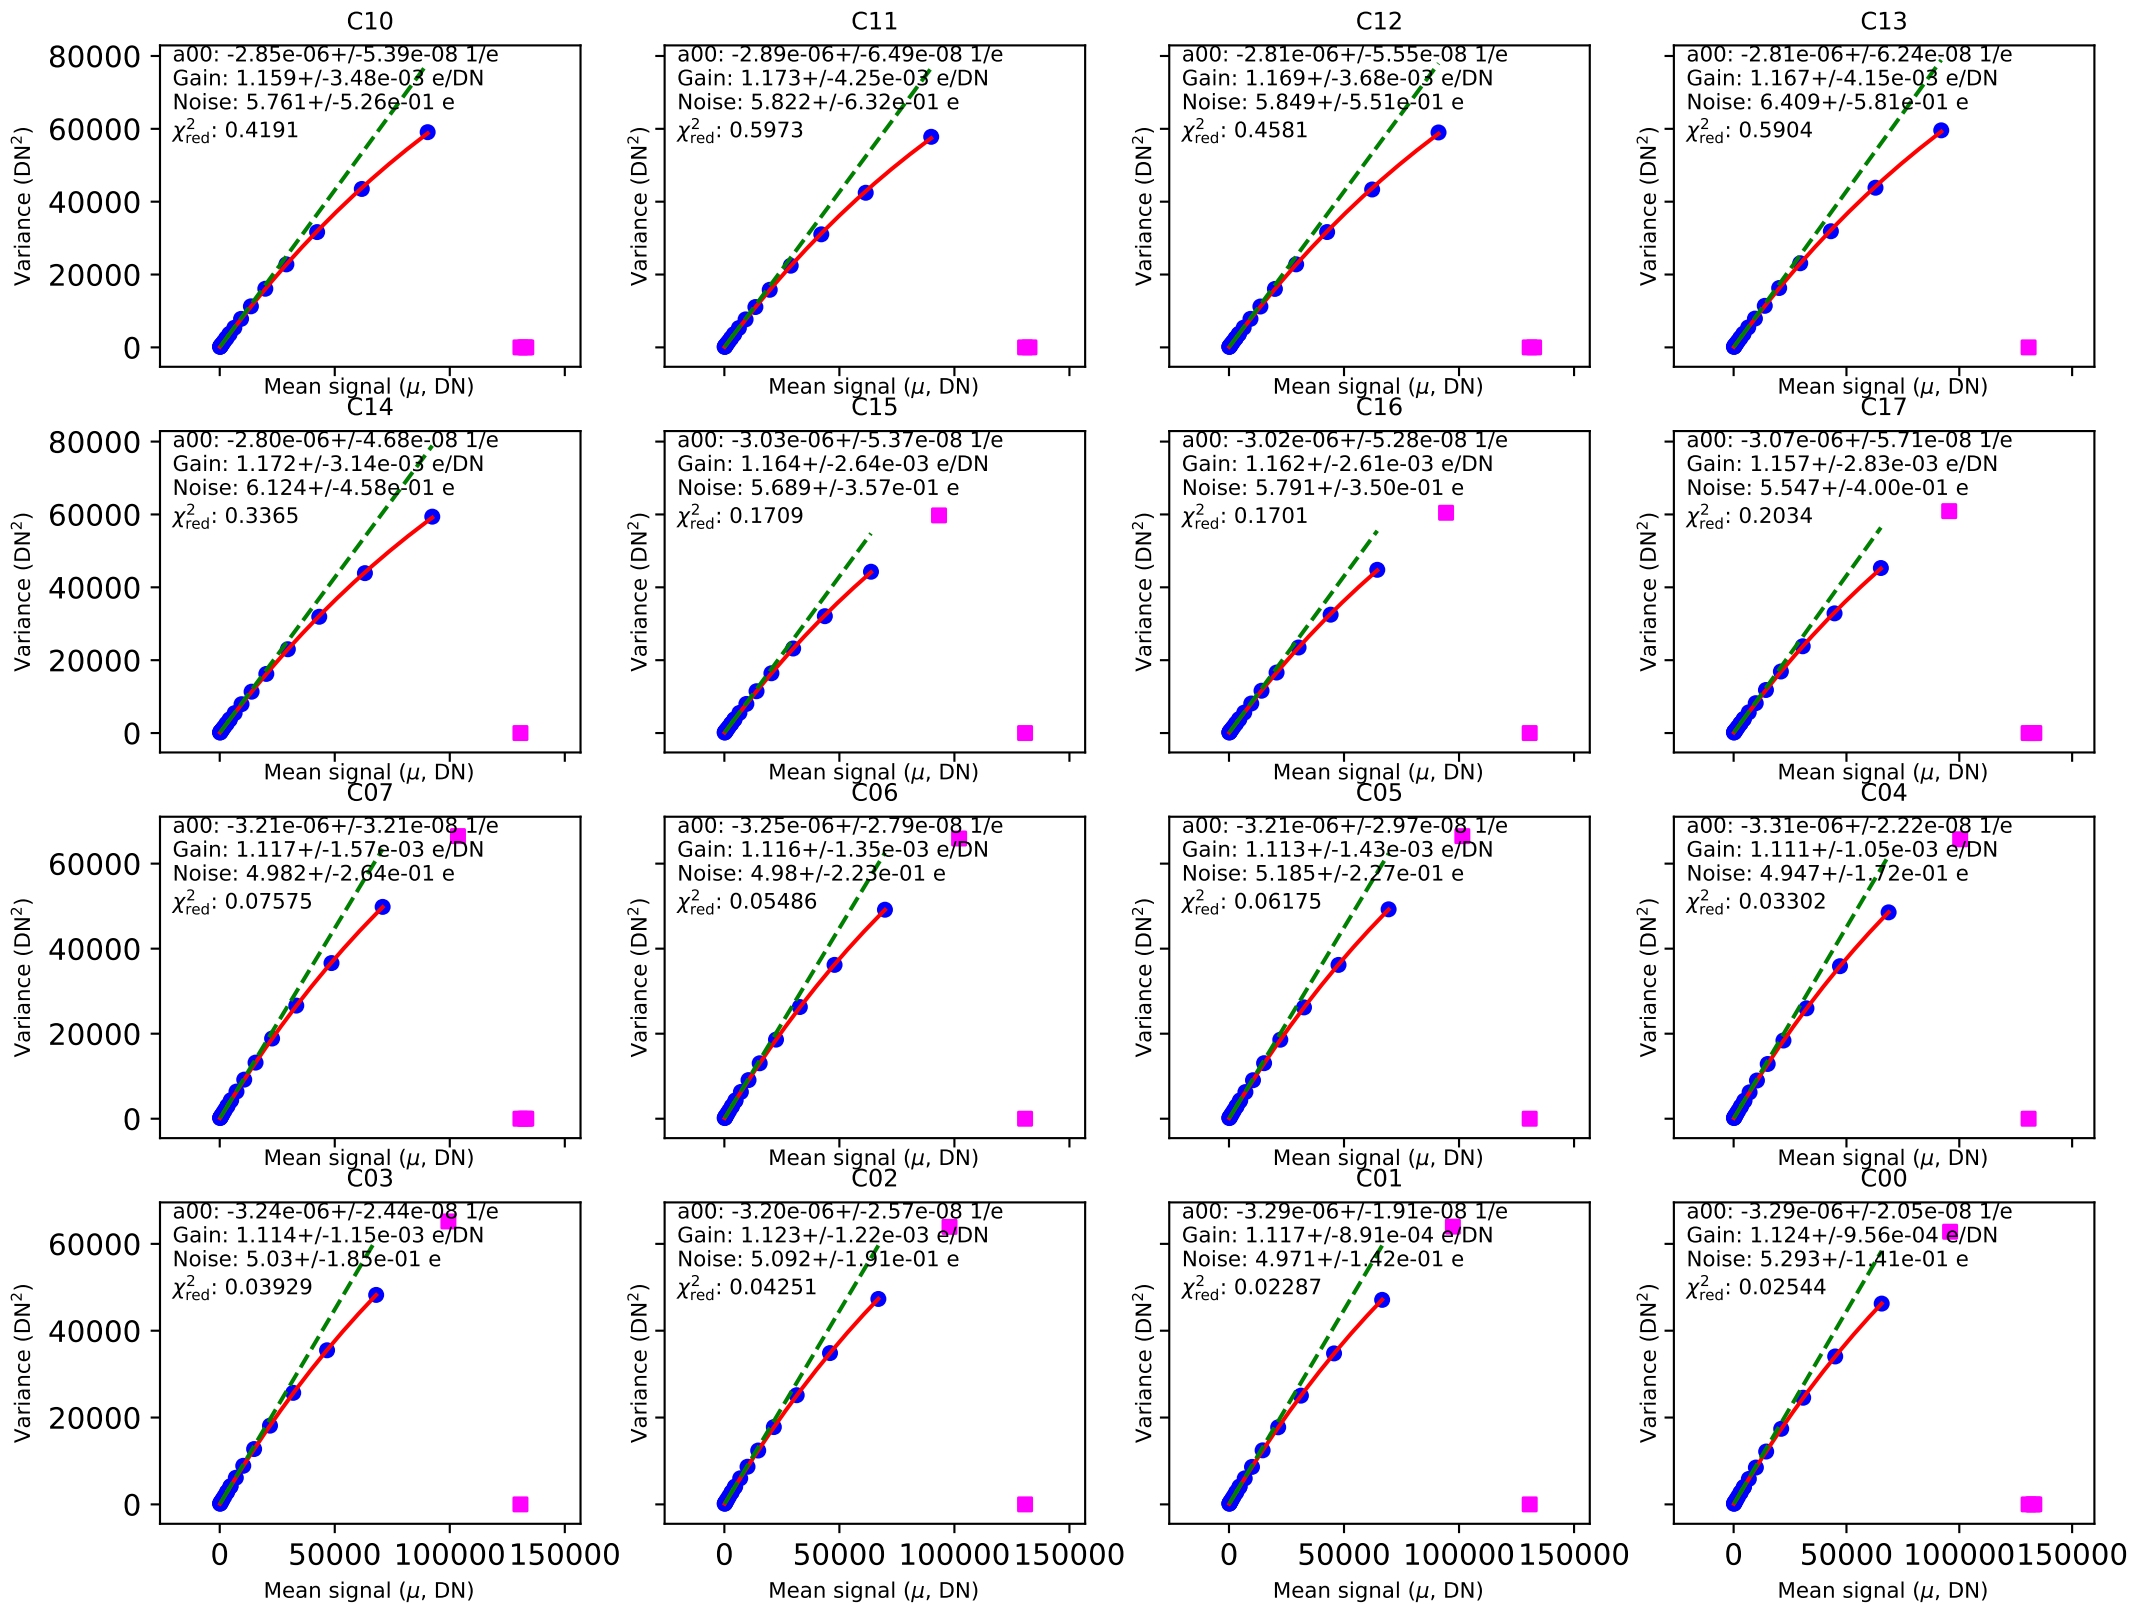 C10
a00: -2.85e-06+/-5.39e-08 1/e
Gain: 1.159+/-3.48e-03 e/DN
Noise: 5.761+/-5.26e-01 e
χ²red: 0.4191
Variance (DN²)
80000
60000
40000
20000
0
Mean signal (μ, DN)
C11
a00: -2.89e-06+/-6.49e-08 1/e
Gain: 1.173+/-4.25e-03 e/DN
Noise: 5.822+/-6.32e-01 e
χ²red: 0.5973
Variance (DN²)
Mean signal (μ, DN)
C12
a00: -2.81e-06+/-5.55e-08 1/e
Gain: 1.169+/-3.68e-03 e/DN
Noise: 5.849+/-5.51e-01 e
χ²red: 0.4581
Variance (DN²)
Mean signal (μ, DN)
C13
a00: -2.81e-06+/-6.24e-08 1/e
Gain: 1.167+/-4.15e-03 e/DN
Noise: 6.409+/-5.81e-01 e
χ²red: 0.5904
Variance (DN²)
Mean signal (μ, DN)
C14
a00: -2.80e-06+/-4.68e-08 1/e
Gain: 1.172+/-3.14e-03 e/DN
Noise: 6.124+/-4.58e-01 e
χ²red: 0.3365
Variance (DN²)
80000
60000
40000
20000
0
Mean signal (μ, DN)
C15
a00: -3.03e-06+/-5.37e-08 1/e
Gain: 1.164+/-2.64e-03 e/DN
Noise: 5.689+/-3.57e-01 e
χ²red: 0.1709
Variance (DN²)
Mean signal (μ, DN)
C16
a00: -3.02e-06+/-5.28e-08 1/e
Gain: 1.162+/-2.61e-03 e/DN
Noise: 5.791+/-3.50e-01 e
χ²red: 0.1701
Variance (DN²)
Mean signal (μ, DN)
C17
a00: -3.07e-06+/-5.71e-08 1/e
Gain: 1.157+/-2.83e-03 e/DN
Noise: 5.547+/-4.00e-01 e
χ²red: 0.2034
Variance (DN²)
Mean signal (μ, DN)
C07
a00: -3.21e-06+/-3.21e-08 1/e
Gain: 1.117+/-1.57e-03 e/DN
Noise: 4.982+/-2.64e-01 e
χ²red: 0.07575
Variance (DN²)
60000
40000
20000
0
Mean signal (μ, DN)
C06
a00: -3.25e-06+/-2.79e-08 1/e
Gain: 1.116+/-1.35e-03 e/DN
Noise: 4.98+/-2.23e-01 e
χ²red: 0.05486
Variance (DN²)
Mean signal (μ, DN)
C05
a00: -3.21e-06+/-2.97e-08 1/e
Gain: 1.113+/-1.43e-03 e/DN
Noise: 5.185+/-2.27e-01 e
χ²red: 0.06175
Variance (DN²)
Mean signal (μ, DN)
C04
a00: -3.31e-06+/-2.22e-08 1/e
Gain: 1.111+/-1.05e-03 e/DN
Noise: 4.947+/-1.72e-01 e
χ²red: 0.03302
Variance (DN²)
Mean signal (μ, DN)
C03
a00: -3.24e-06+/-2.44e-08 1/e
Gain: 1.114+/-1.15e-03 e/DN
Noise: 5.03+/-1.83e-01 e
χ²red: 0.03929
Variance (DN²)
60000
40000
20000
0
0 50000 100000 150000
Mean signal (μ, DN)
C02
a00: -3.20e-06+/-2.57e-08 1/e
Gain: 1.123+/-1.22e-03 e/DN
Noise: 5.092+/-1.91e-01 e
χ²red: 0.04251
Variance (DN²)
0 50000 100000 150000
Mean signal (μ, DN)
C01
a00: -3.29e-06+/-1.91e-08 1/e
Gain: 1.117+/-8.91e-04 e/DN
Noise: 4.971+/-1.42e-01 e
χ²red: 0.02287
Variance (DN²)
0 50000 100000 150000
Mean signal (μ, DN)
C00
a00: -3.29e-06+/-2.05e-08 1/e
Gain: 1.124+/-9.56e-04 e/DN
Noise: 5.293+/-1.41e-01 e
χ²red: 0.02544
Variance (DN²)
0 50000 100000 150000
Mean signal (μ, DN)